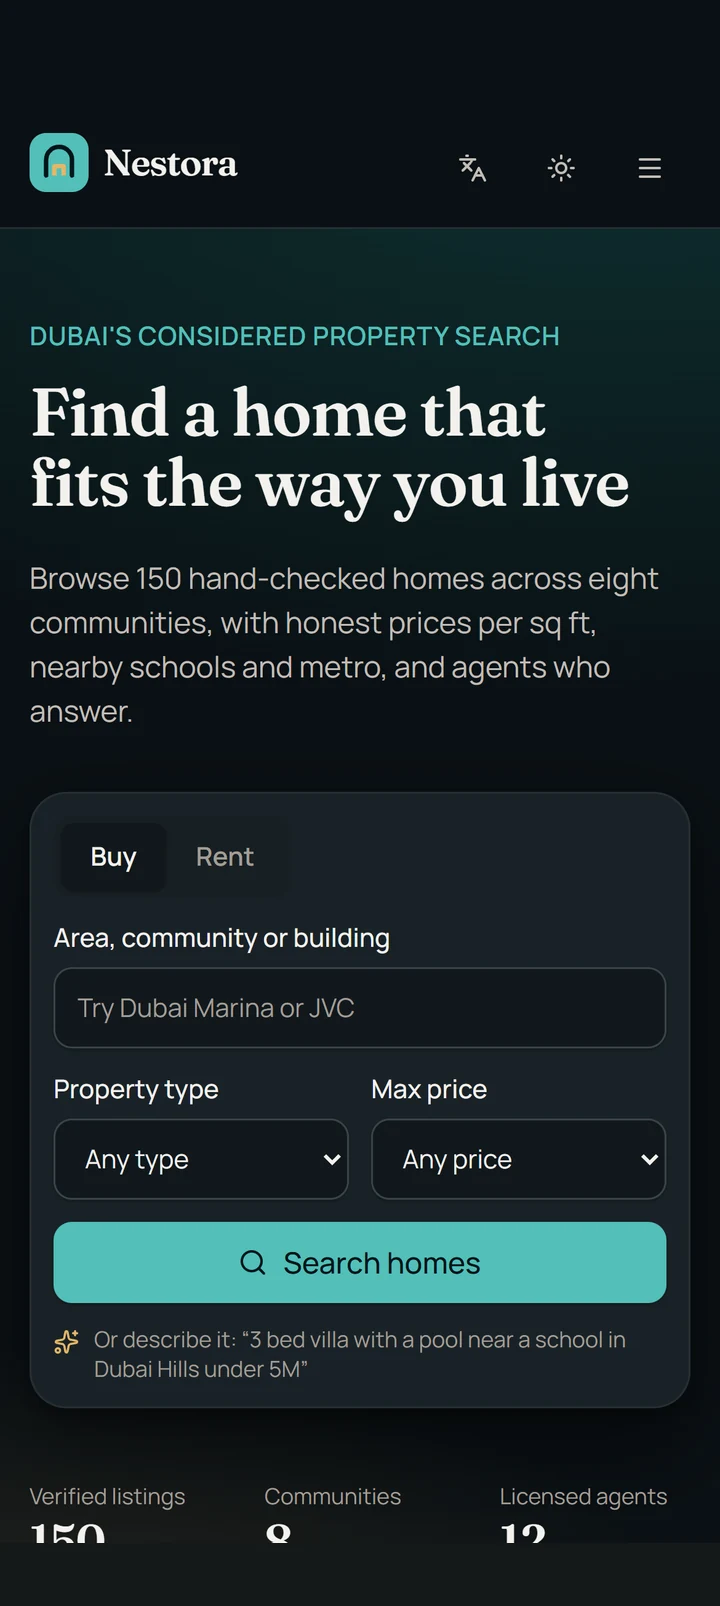 Nestora
DUBAI'S CONSIDERED PROPERTY SEARCH
Find a home that
fits the way you live
Browse 150 hand-checked homes across eight
communities, with honest prices per sq ft,
nearby schools and metro, and agents who
answer.
Buy Rent
Area, community or building
Try Dubai Marina or JVC
Property type Max price
Any type Any price
Search homes
Or describe it: “3 bed villa with a pool near a school in
Dubai Hills under 5M”
Verified listings Communities Licensed agents
150 8 12